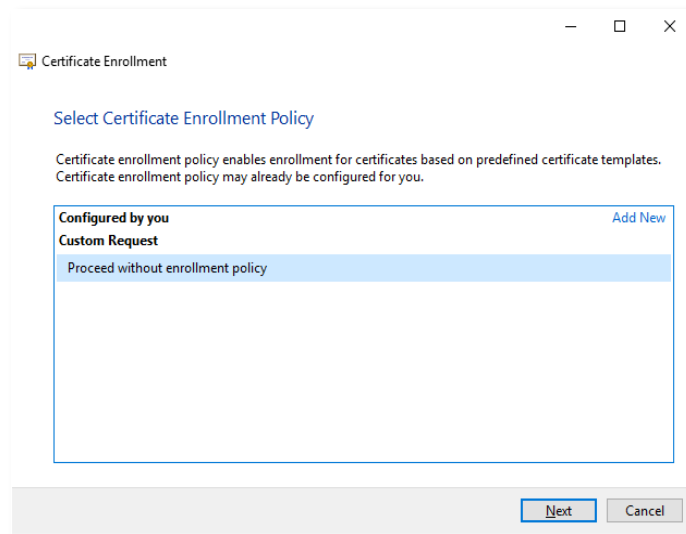 Certificate Enrollment
Select Certificate Enrollment Policy
Certificate enrollment policy enables enrollment for certificates based on predefined certificate templates.
Certificate enrollment policy may already be configured for you.
Configured by you Add New
Custom Request
Proceed without enrollment policy
Next Cancel